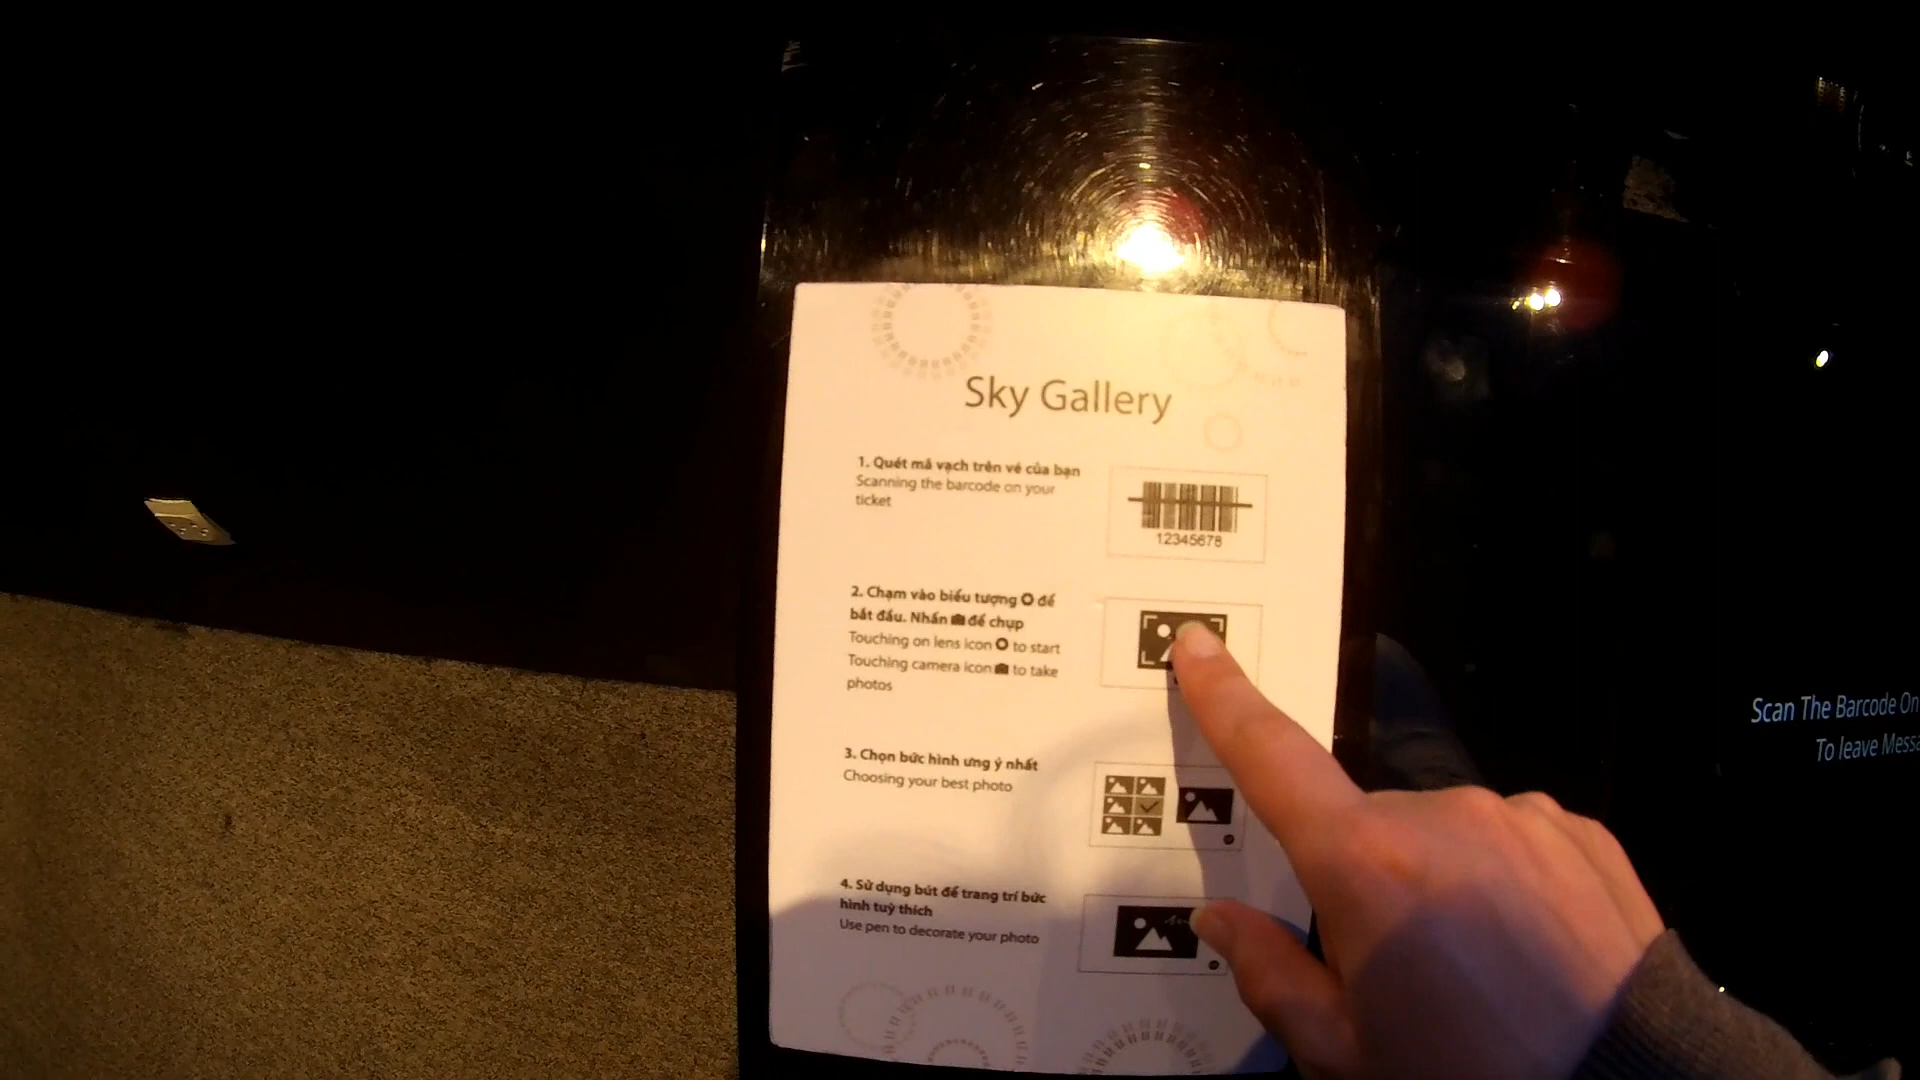 Sky Gallery
1. Quét mã vạch trên vé của bạn
Scanning the barcode on your
ticket
12345678
2. Chạm vào biểu tượng để
bắt đầu. Nhấn để chụp
Touching on lens icon to start
Touching camera icon to take
photos
3. Chọn bức hình ưng ý nhất
Choosing your best photo
4. Sử dụng bút để trang trí bức
hình tuỳ thích
Use pen to decorate your photo
Scan The Barcode On
To leave Messa